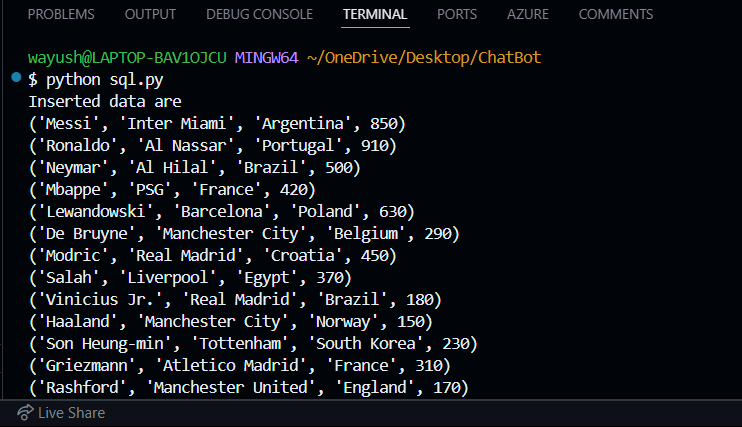 PROBLEMS OUTPUT DEBUG CONSOLE TERMINAL PORTS AZURE COMMENTS
wayush@LAPTOP-BAV1OJCU MINGW64 ~/OneDrive/Desktop/ChatBot
$ python sql.py
Inserted data are
('Messi', 'Inter Miami', 'Argentina', 850)
('Ronaldo', 'Al Nassar', 'Portugal', 910)
('Neymar', 'Al Hilal', 'Brazil', 500)
('Mbappe', 'PSG', 'France', 420)
('Lewandowski', 'Barcelona', 'Poland', 630)
('De Bruyne', 'Manchester City', 'Belgium', 290)
('Modric', 'Real Madrid', 'Croatia', 450)
('Salah', 'Liverpool', 'Egypt', 370)
('Vinicius Jr.', 'Real Madrid', 'Brazil', 180)
('Haaland', 'Manchester City', 'Norway', 150)
('Son Heung-min', 'Tottenham', 'South Korea', 230)
('Griezmann', 'Atletico Madrid', 'France', 310)
('Rashford', 'Manchester United', 'England', 170)
Live Share